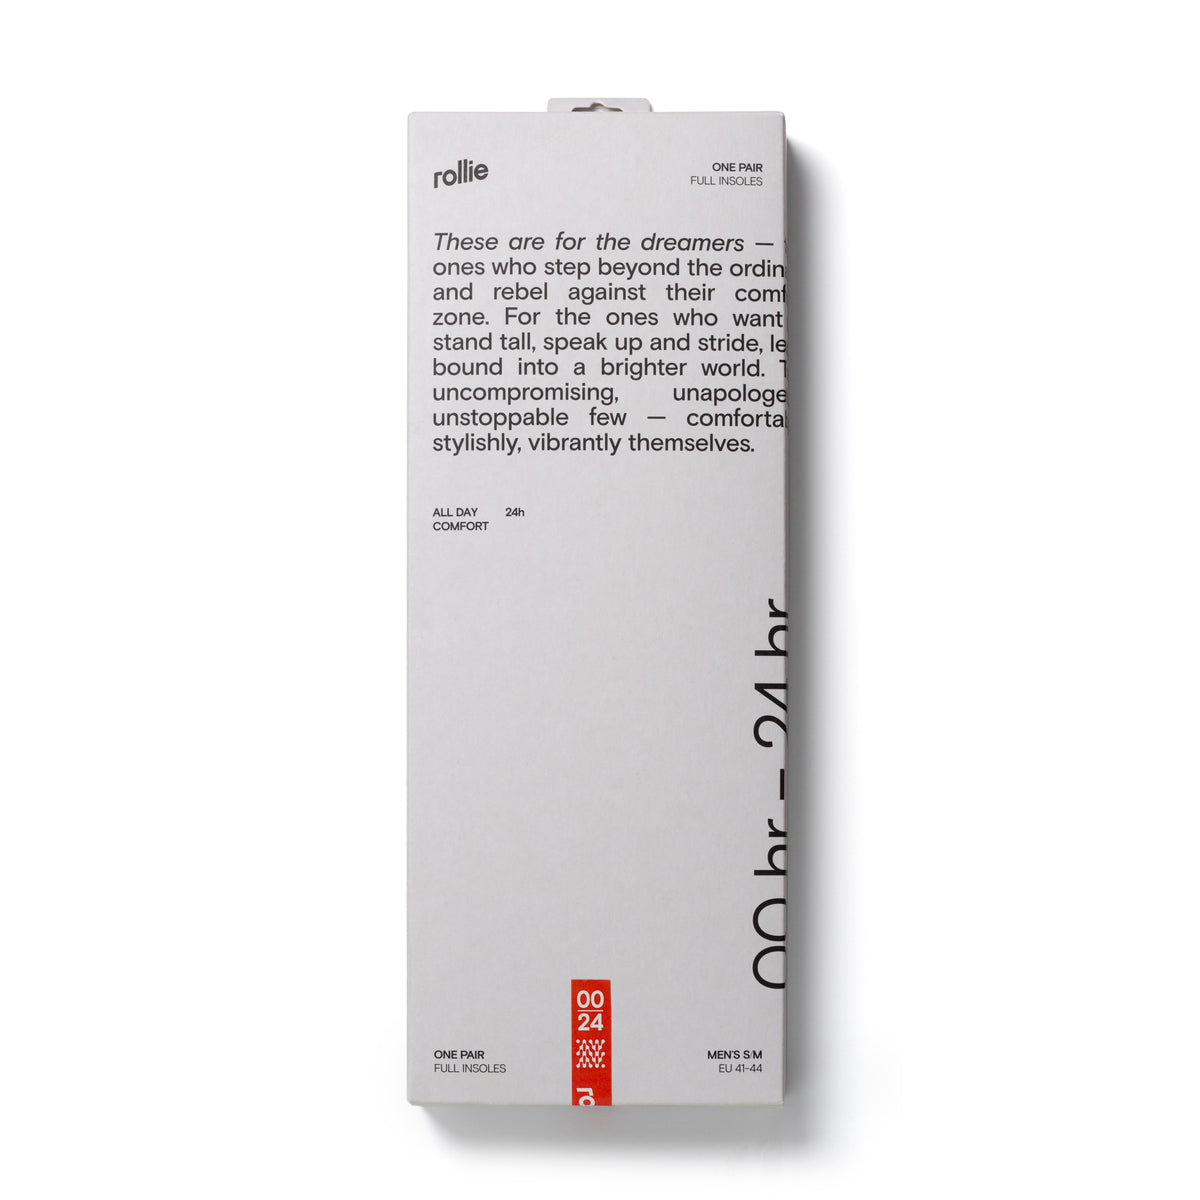 rollie
ONE PAIR
FULL INSOLES
These are for the dreamers —
ones who step beyond the ordin
and rebel against their comf
zone. For the ones who want
stand tall, speak up and stride, le
bound into a brighter world. T
uncompromising, unapologe
unstoppable few — comforta
stylishly, vibrantly themselves.
ALL DAY 24h
COMFORT
00 hr – 24 hr
00
24
ro
ONE PAIR
FULL INSOLES
MEN'S S/M
EU 41–44